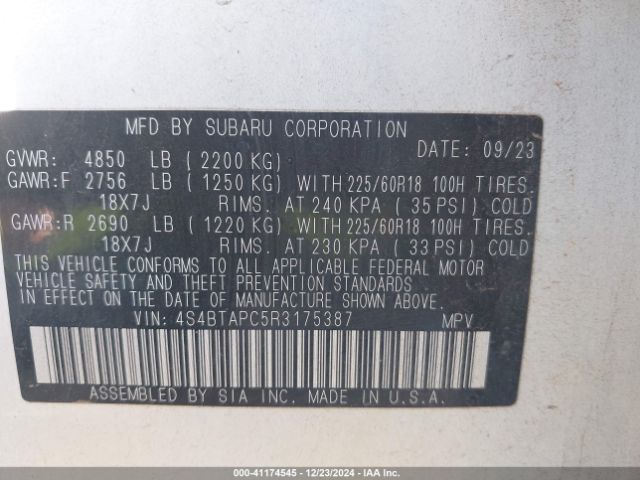 MFD BY SUBARU CORPORATION
DATE: 09/23
GVWR: 4850 LB ( 2200 KG)
GAWR:F 2756 LB ( 1250 KG) WITH 225/60R18 100H TIRES.
18X7J RIMS. AT 240 KPA ( 35 PSI) COLD
GAWR:R 2690 LB ( 1220 KG) WITH 225/60R18 100H TIRES.
18X7J RIMS. AT 230 KPA ( 33 PSI) COLD
THIS VEHICLE CONFORMS TO ALL APPLICABLE FEDERAL MOTOR
VEHICLE SAFETY AND THEFT PREVENTION STANDARDS
IN EFFECT ON THE DATE OF MANUFACTURE SHOWN ABOVE.
VIN: 4S4BTAPC5R3175387 MPV
ASSEMBLED BY SIA INC. MADE IN U.S.A.
000-41174545 - 12/23/2024 - IAA Inc.